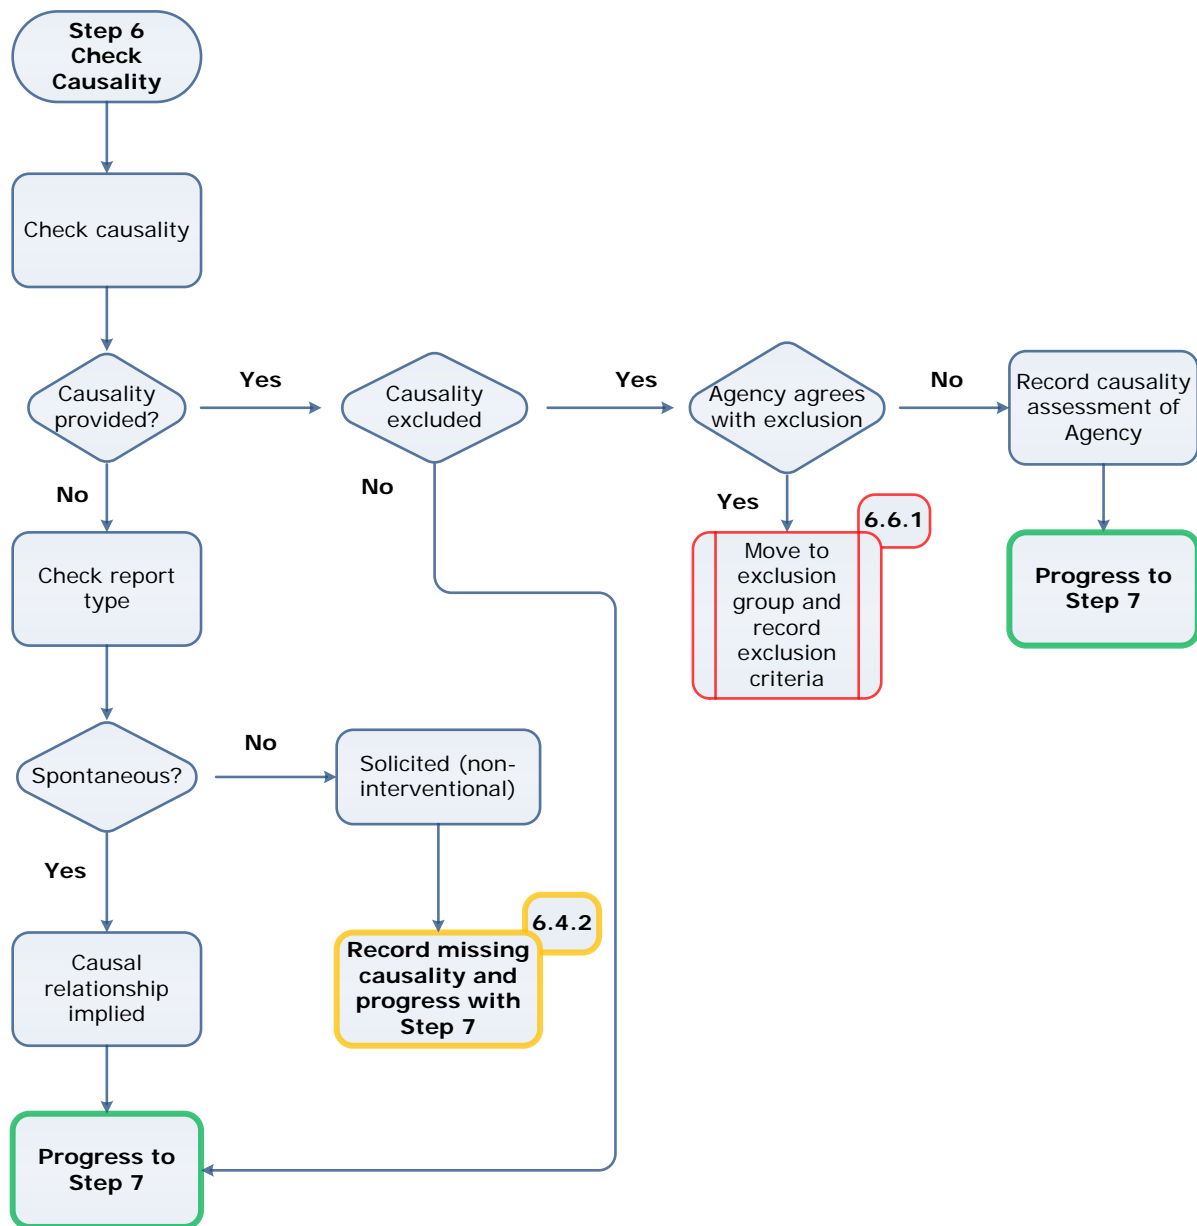 Step 6
Check
Causality
Check causality
Causality
provided?
Yes
Causality
excluded
Yes
Agency agrees
with exclusion
No
Record causality
assessment of
Agency
No
No
Yes
6.6.1
Move to
exclusion
group and
record
exclusion
criteria
Progress to
Step 7
Check report
type
Spontaneous?
No
Solicited (non-
interventional)
Yes
6.4.2
Record missing
causality and
progress with
Step 7
Causal
relationship
implied
Progress to
Step 7